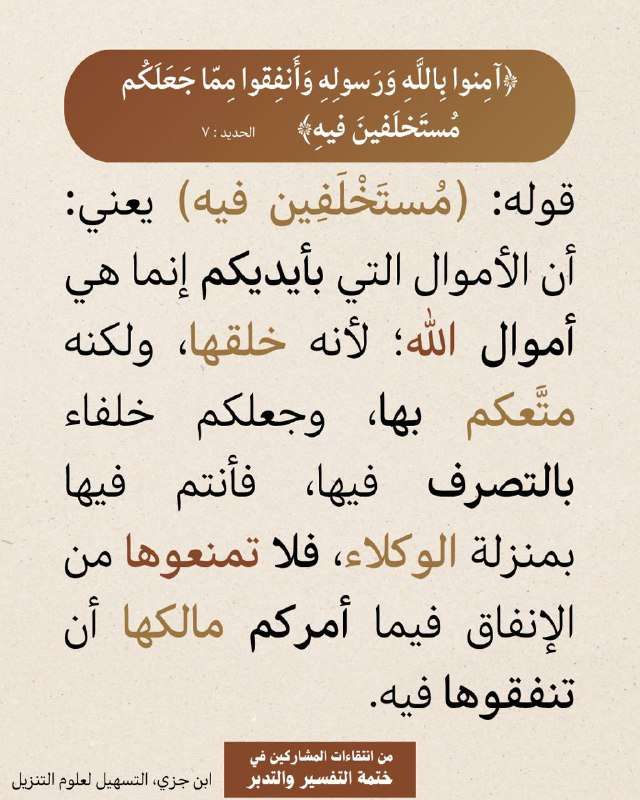 ﴿آمِنوا بِاللَّهِ وَرَسولِهِ وَأَنفِقوا مِمّا جَعَلَكُم
مُستَخلَفينَ فيهِ﴾ الحديد : ٧
قوله: (مُستَخْلَفِين فيه) يعني:
أن الأموال التي بأيديكم إنما هي
أموال الله؛ لأنه خلقها، ولكنه
متَّعكم بها، وجعلكم خلفاء
بالتصرف فيها، فأنتم فيها
بمنزلة الوكلاء، فلا تمنعوها من
الإنفاق فيما أمركم مالكها أن
تنفقوها فيه.
من انتقاءات المشاركين في
ختمة التفسير والتدبر
ابن جزي، التسهيل لعلوم التنزيل